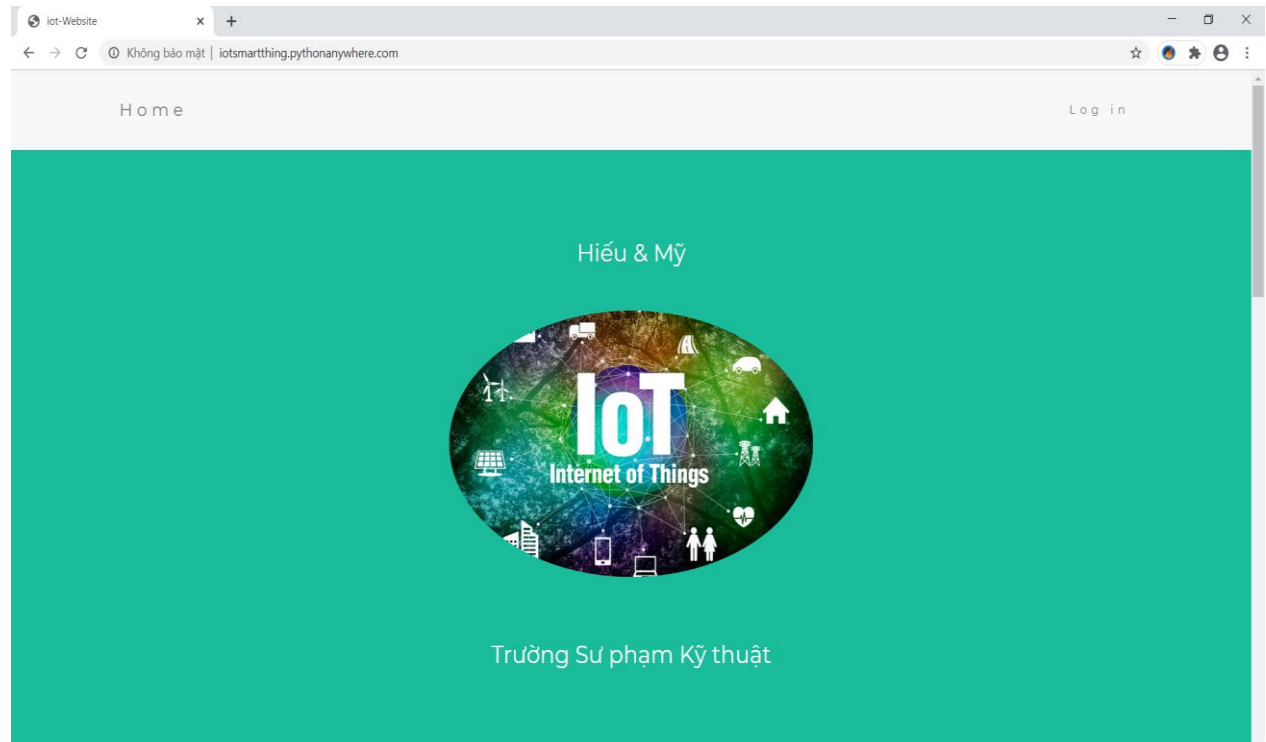 iot-Website
Không bảo mật | iotsmartthing.pythonanywhere.com
Home
Log in
Hiếu & Mỹ
IoT
Internet of Things
Trường Sư phạm Kỹ thuật